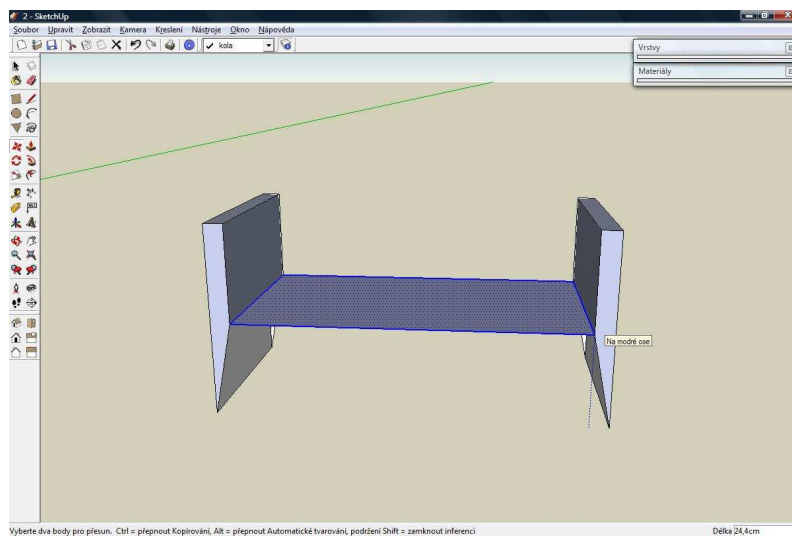 2 - SketchUp
Soubor Upravit Zobrazit Kamera Kreslení Nástroje Okno Nápověda
kola
Vrstvy
Materiály
Na modré ose
Vyberte dva body pro přesun. Ctrl = přepnout Kopírování, Alt = přepnout Automatické tvarování, podržení Shift = zamknout inferenci
Délka 24,4cm